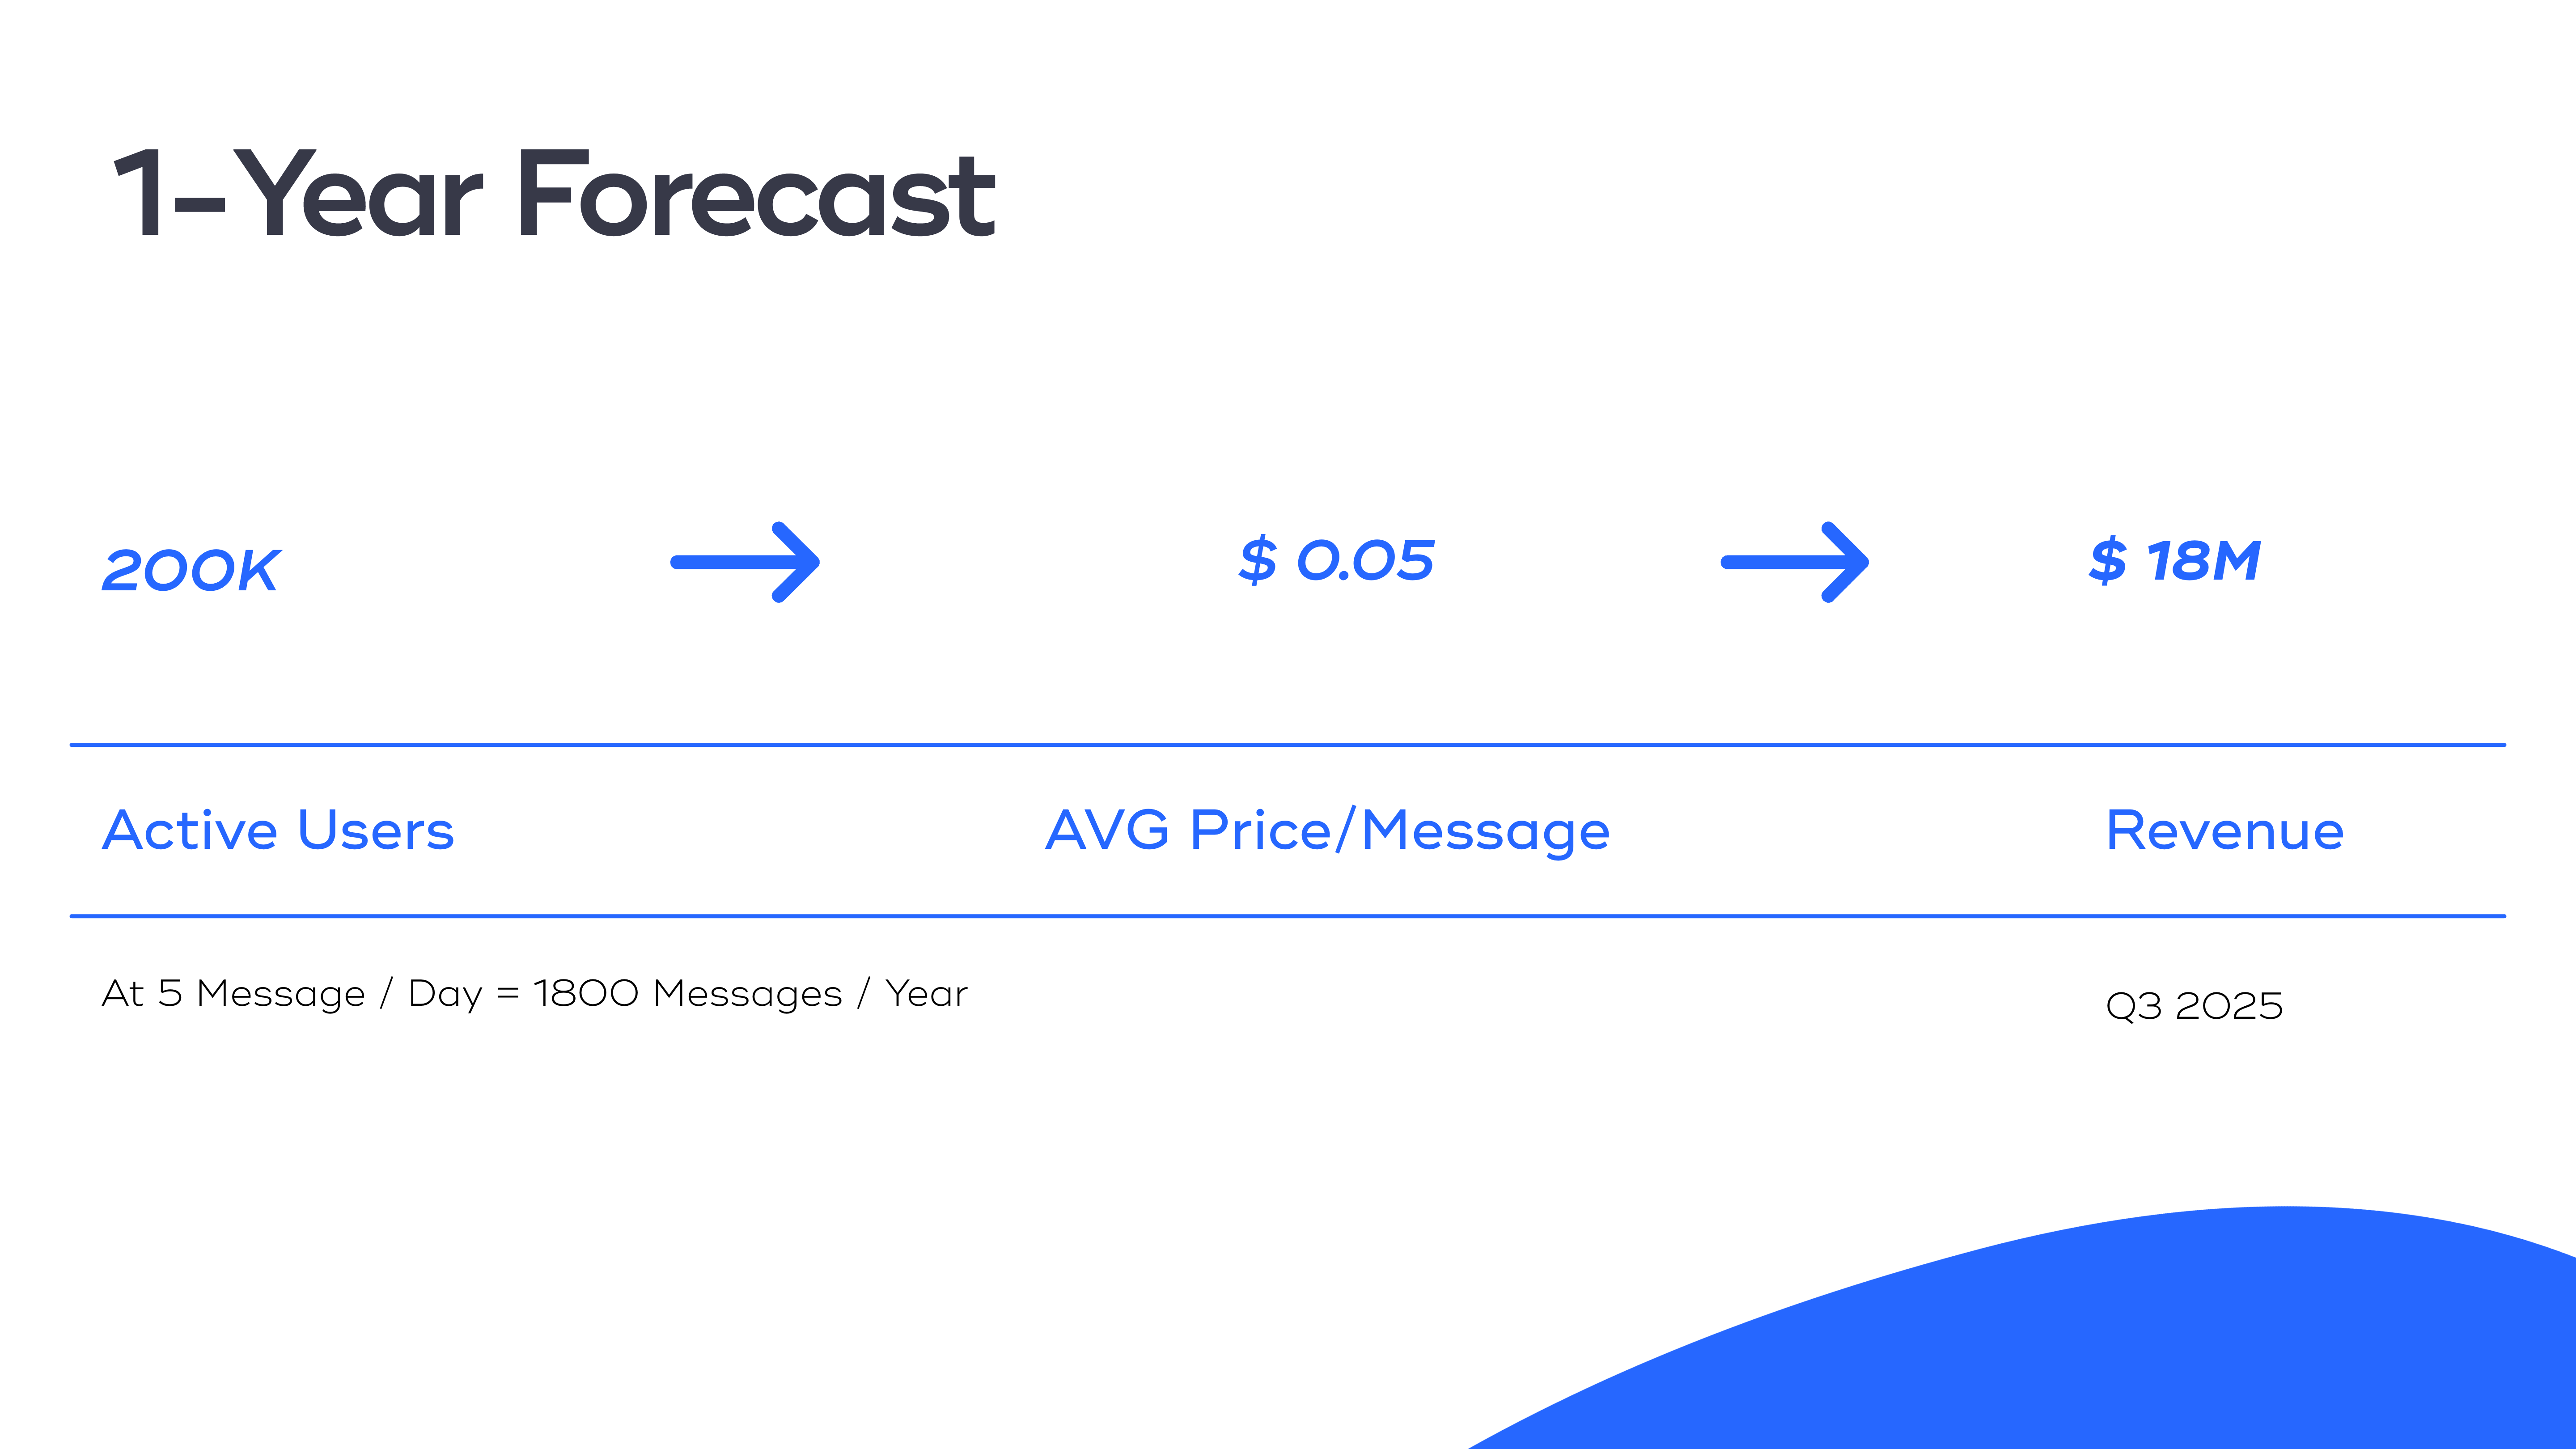 1-Year Forecast
200K
$ 0.05
$ 18M
Active Users
AVG Price/Message
Revenue
At 5 Message / Day = 1800 Messages / Year
Q3 2025